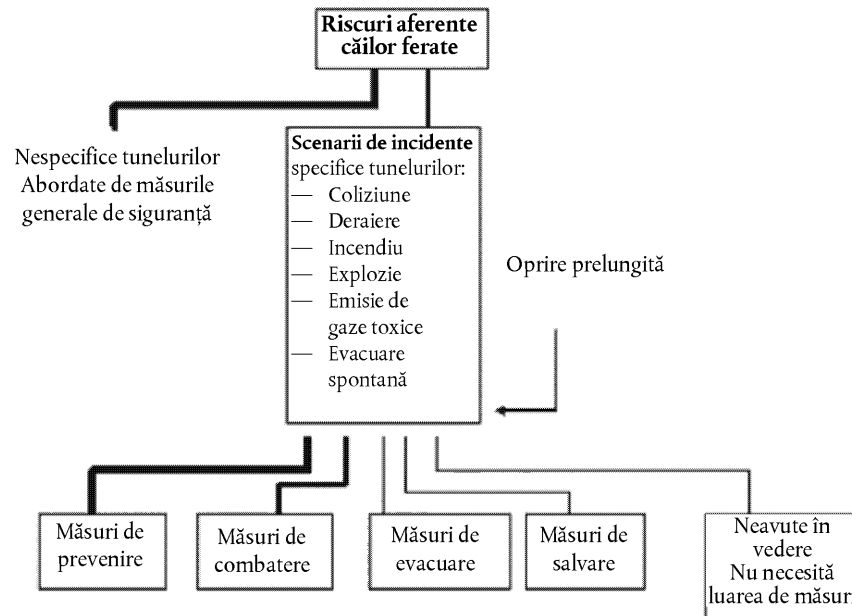 Riscuri aferente
căilor ferate
Nespecifice tunelurilor
Abordate de măsurile
generale de siguranță
Scenarii de incidente
specifice tunelurilor:
— Coliziune
— Deraiere
— Incendiu
— Explozie
— Emisie de
gaze toxice
— Evacuare
spontană
Oprire prelungită
Măsuri de
prevenire
Măsuri de
combatere
Măsuri de
evacuare
Măsuri de
salvare
Neavute în
vedere
Nu necesită
luarea de măsuri